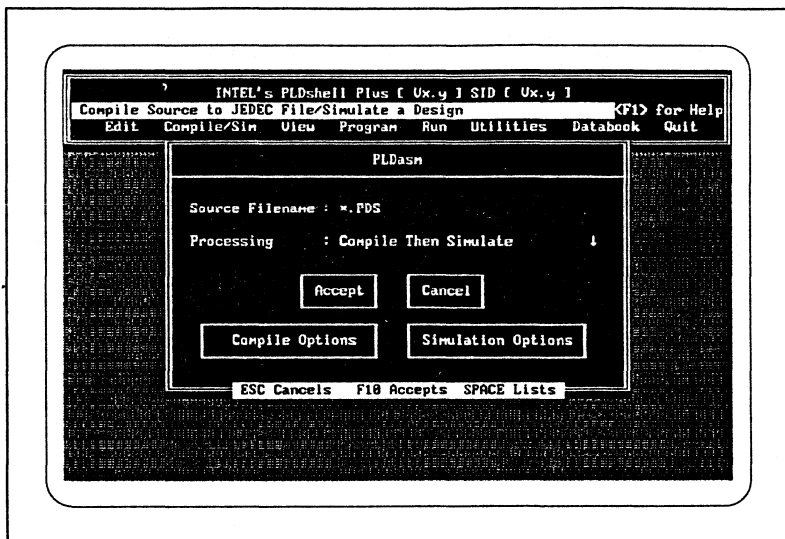 INTEL's PLDshell Plus [ Vx.y ] SID [ Vx.y ]
Compile Source to JEDEC File/Simulate a Design <F1> for Help
Edit Compile/Sim View Program Run Utilities Databook Quit
PLDasm
Source Filename : *.PDS
Processing : Compile Then Simulate ↓
Accept Cancel
Compile Options Simulation Options
ESC Cancels F10 Accepts SPACE Lists